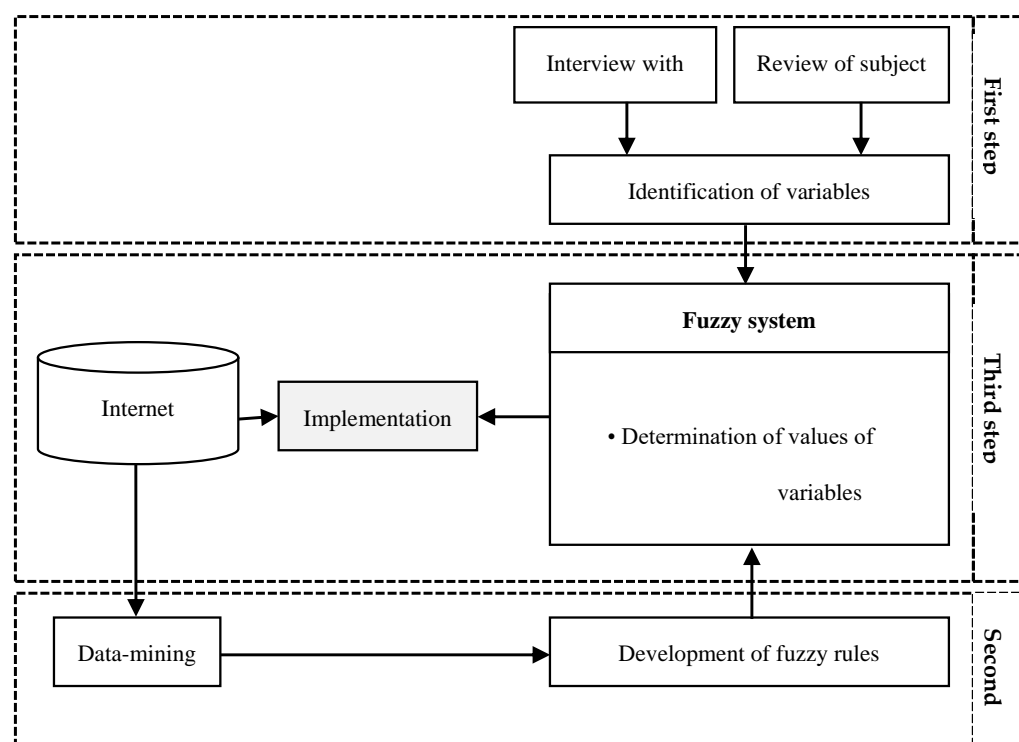 Interview with
Review of subject
Identification of variables
First step
Fuzzy system
• Determination of values of
variables
Internet
Implementation
Third step
Data-mining
Development of fuzzy rules
Second